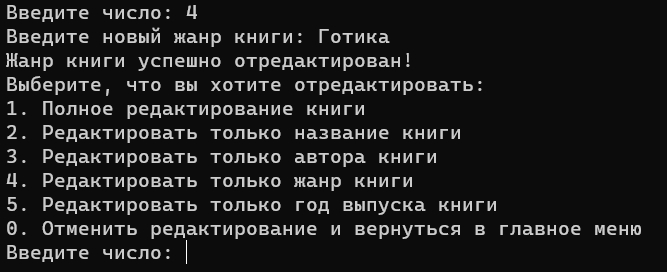 Введите число: 4
Введите новый жанр книги: Готика
Жанр книги успешно отредактирован!
Выберите, что вы хотите отредактировать:
1. Полное редактирование книги
2. Редактировать только название книги
3. Редактировать только автора книги
4. Редактировать только жанр книги
5. Редактировать только год выпуска книги
0. Отменить редактирование и вернуться в главное меню
Введите число: